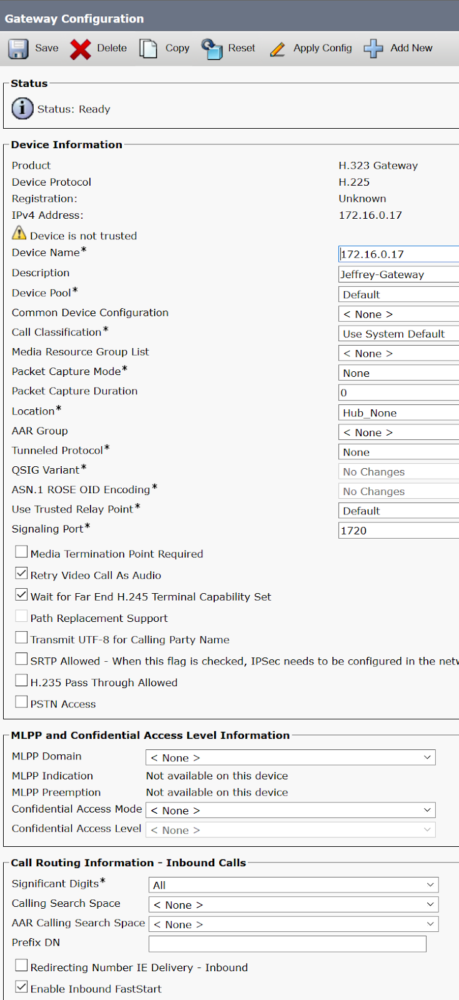 Gateway Configuration
Save Delete Copy Reset Apply Config Add New
Status
Status: Ready
Device Information
Product H.323 Gateway
Device Protocol H.225
Registration: Unknown
IPv4 Address: 172.16.0.17
Device is not trusted
Device Name* 172.16.0.17
Description Jeffrey-Gateway
Device Pool* Default
Common Device Configuration < None >
Call Classification* Use System Default
Media Resource Group List < None >
Packet Capture Mode* None
Packet Capture Duration 0
Location* Hub_None
AAR Group < None >
Tunneled Protocol* None
QSIG Variant* No Changes
ASN.1 ROSE OID Encoding* No Changes
Use Trusted Relay Point* Default
Signaling Port* 1720
Media Termination Point Required
Retry Video Call As Audio
Wait for Far End H.245 Terminal Capability Set
Path Replacement Support
Transmit UTF-8 for Calling Party Name
SRTP Allowed - When this flag is checked, IPSec needs to be configured in the netw
H.235 Pass Through Allowed
PSTN Access
MLPP and Confidential Access Level Information
MLPP Domain < None >
MLPP Indication Not available on this device
MLPP Preemption Not available on this device
Confidential Access Mode < None >
Confidential Access Level < None >
Call Routing Information - Inbound Calls
Significant Digits* All
Calling Search Space < None >
AAR Calling Search Space < None >
Prefix DN
Redirecting Number IE Delivery - Inbound
Enable Inbound FastStart